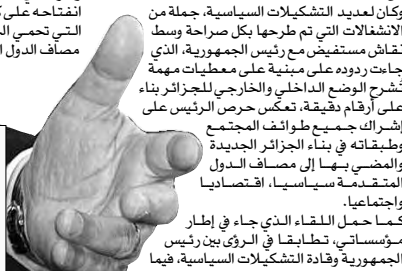 وكان لعديد التشكيلات السياسية، جملة من
الانشغالات التي تم طرحها بكل صراحة وسط
نقاش مستفيض مع رئيس الجمهورية، الذي
جاءت ردوده على مبنية على معطيات مهمة
تشرح الوضع الداخلي والخارجي للجزائر بناء
على أرقام دقيقة، تعكس حرص الرئيس على
إشراك جميع طوائف المجتمع
وطبقاته في بناء الجزائر الجديدة
والمضي بها إلى مصاف الدول
المتقدمة سياسيا، اقتصاديا
واجتماعيا.
كما حمل اللقاء الذي جاء في إطار
مؤسساتي، تطابقا في الرؤى بين رئيس
الجمهورية وقادة التشكيلات السياسية، فيما
انفتاحه على
التي تحمي
مصاف الدول